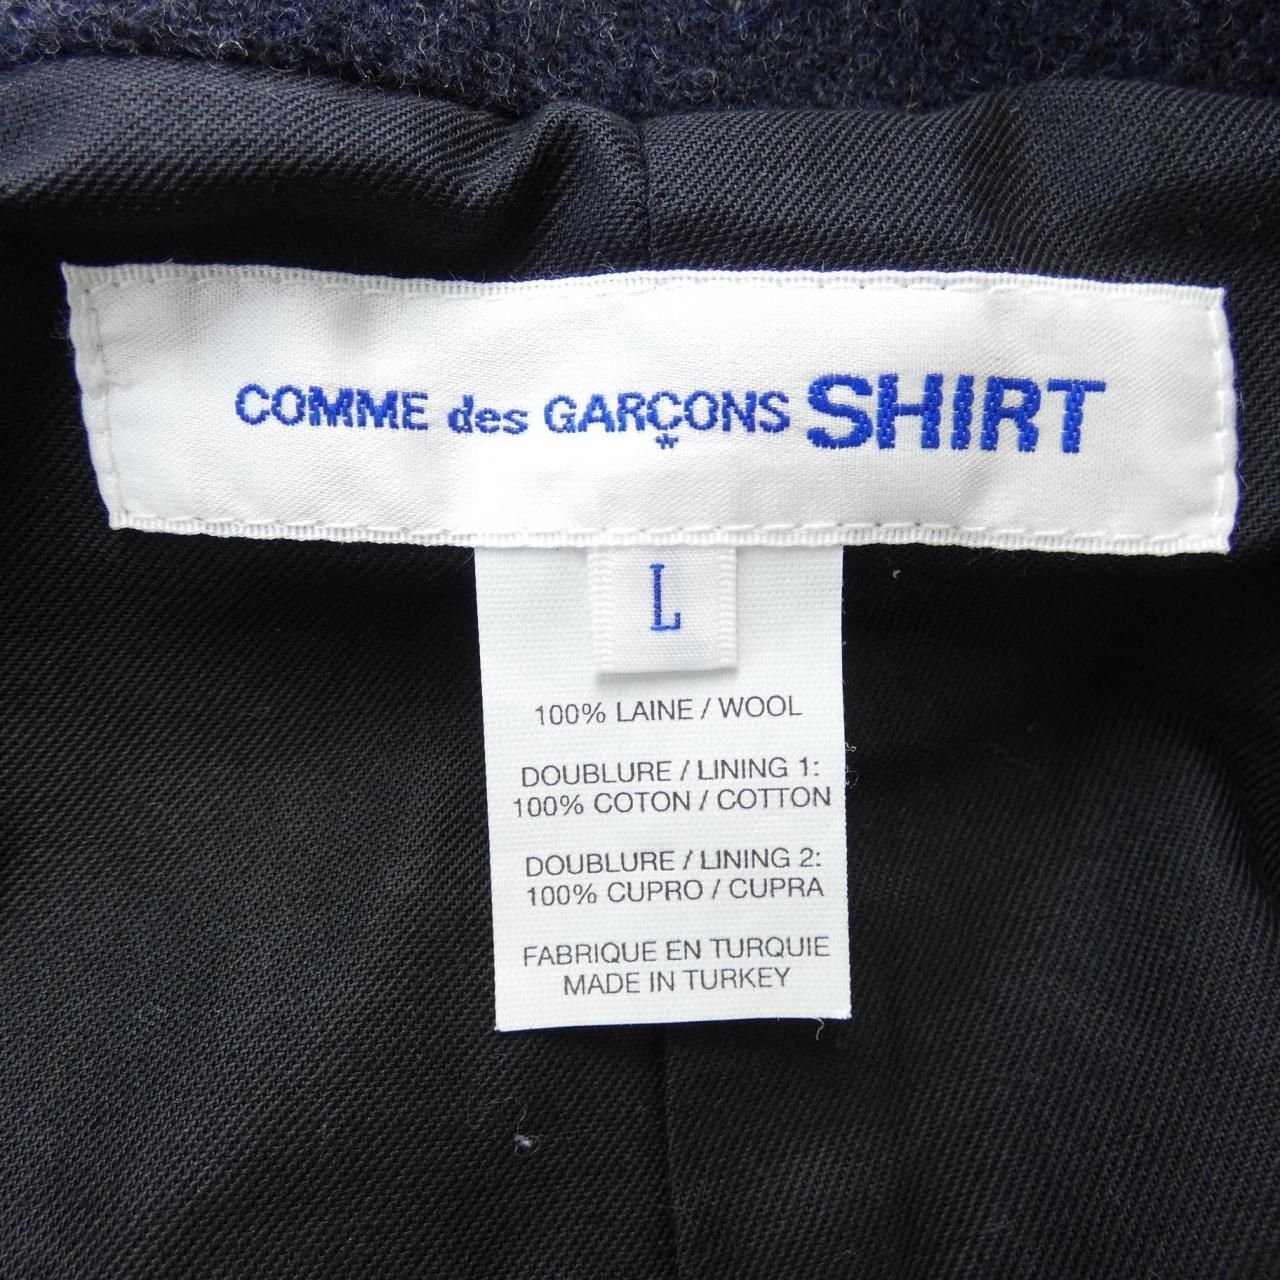 COMME des GARÇONS SHIRT
L
100% LAINE / WOOL
DOUBLURE / LINING 1:
100% COTON / COTTON
DOUBLURE / LINING 2:
100% CUPRO / CUPRA
FABRIQUE EN TURQUIE
MADE IN TURKEY